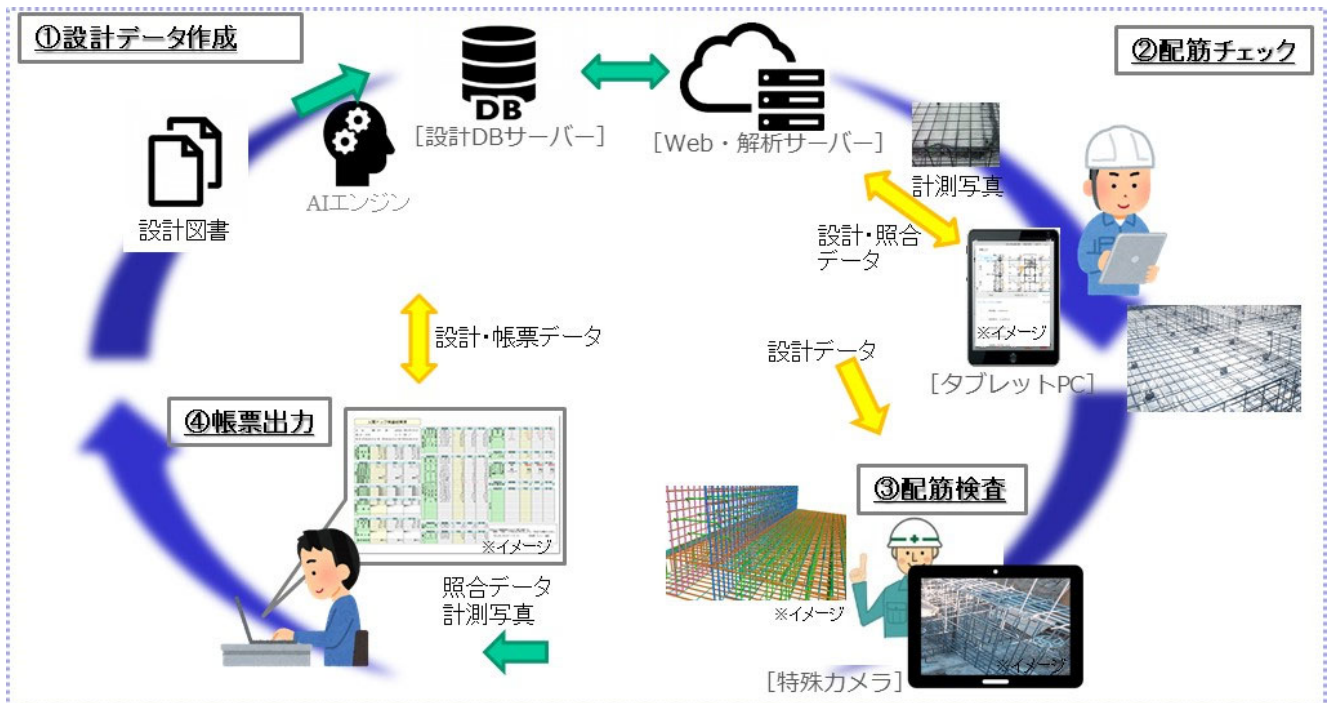 ①設計データ作成
DB
[設計DBサーバー]
[Web・解析サーバー]
②配筋チェック
設計図書
AIエンジン
計測写真
設計・照合
データ
※イメージ
[タブレットPC]
設計・帳票データ
設計データ
④帳票出力
※イメージ
③配筋検査
※イメージ
※イメージ
[特殊カメラ]
照合データ
計測写真